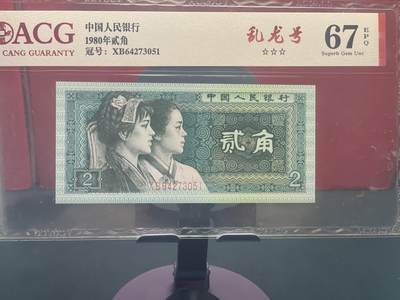 ACG
CANG GUARANTY
中国人民银行
1980年贰角
冠号：XB64273051
乱龙号
☆☆☆
67 EPQ
Superb Gem Unc
中国人民银行
贰角
2
XB64273051
2